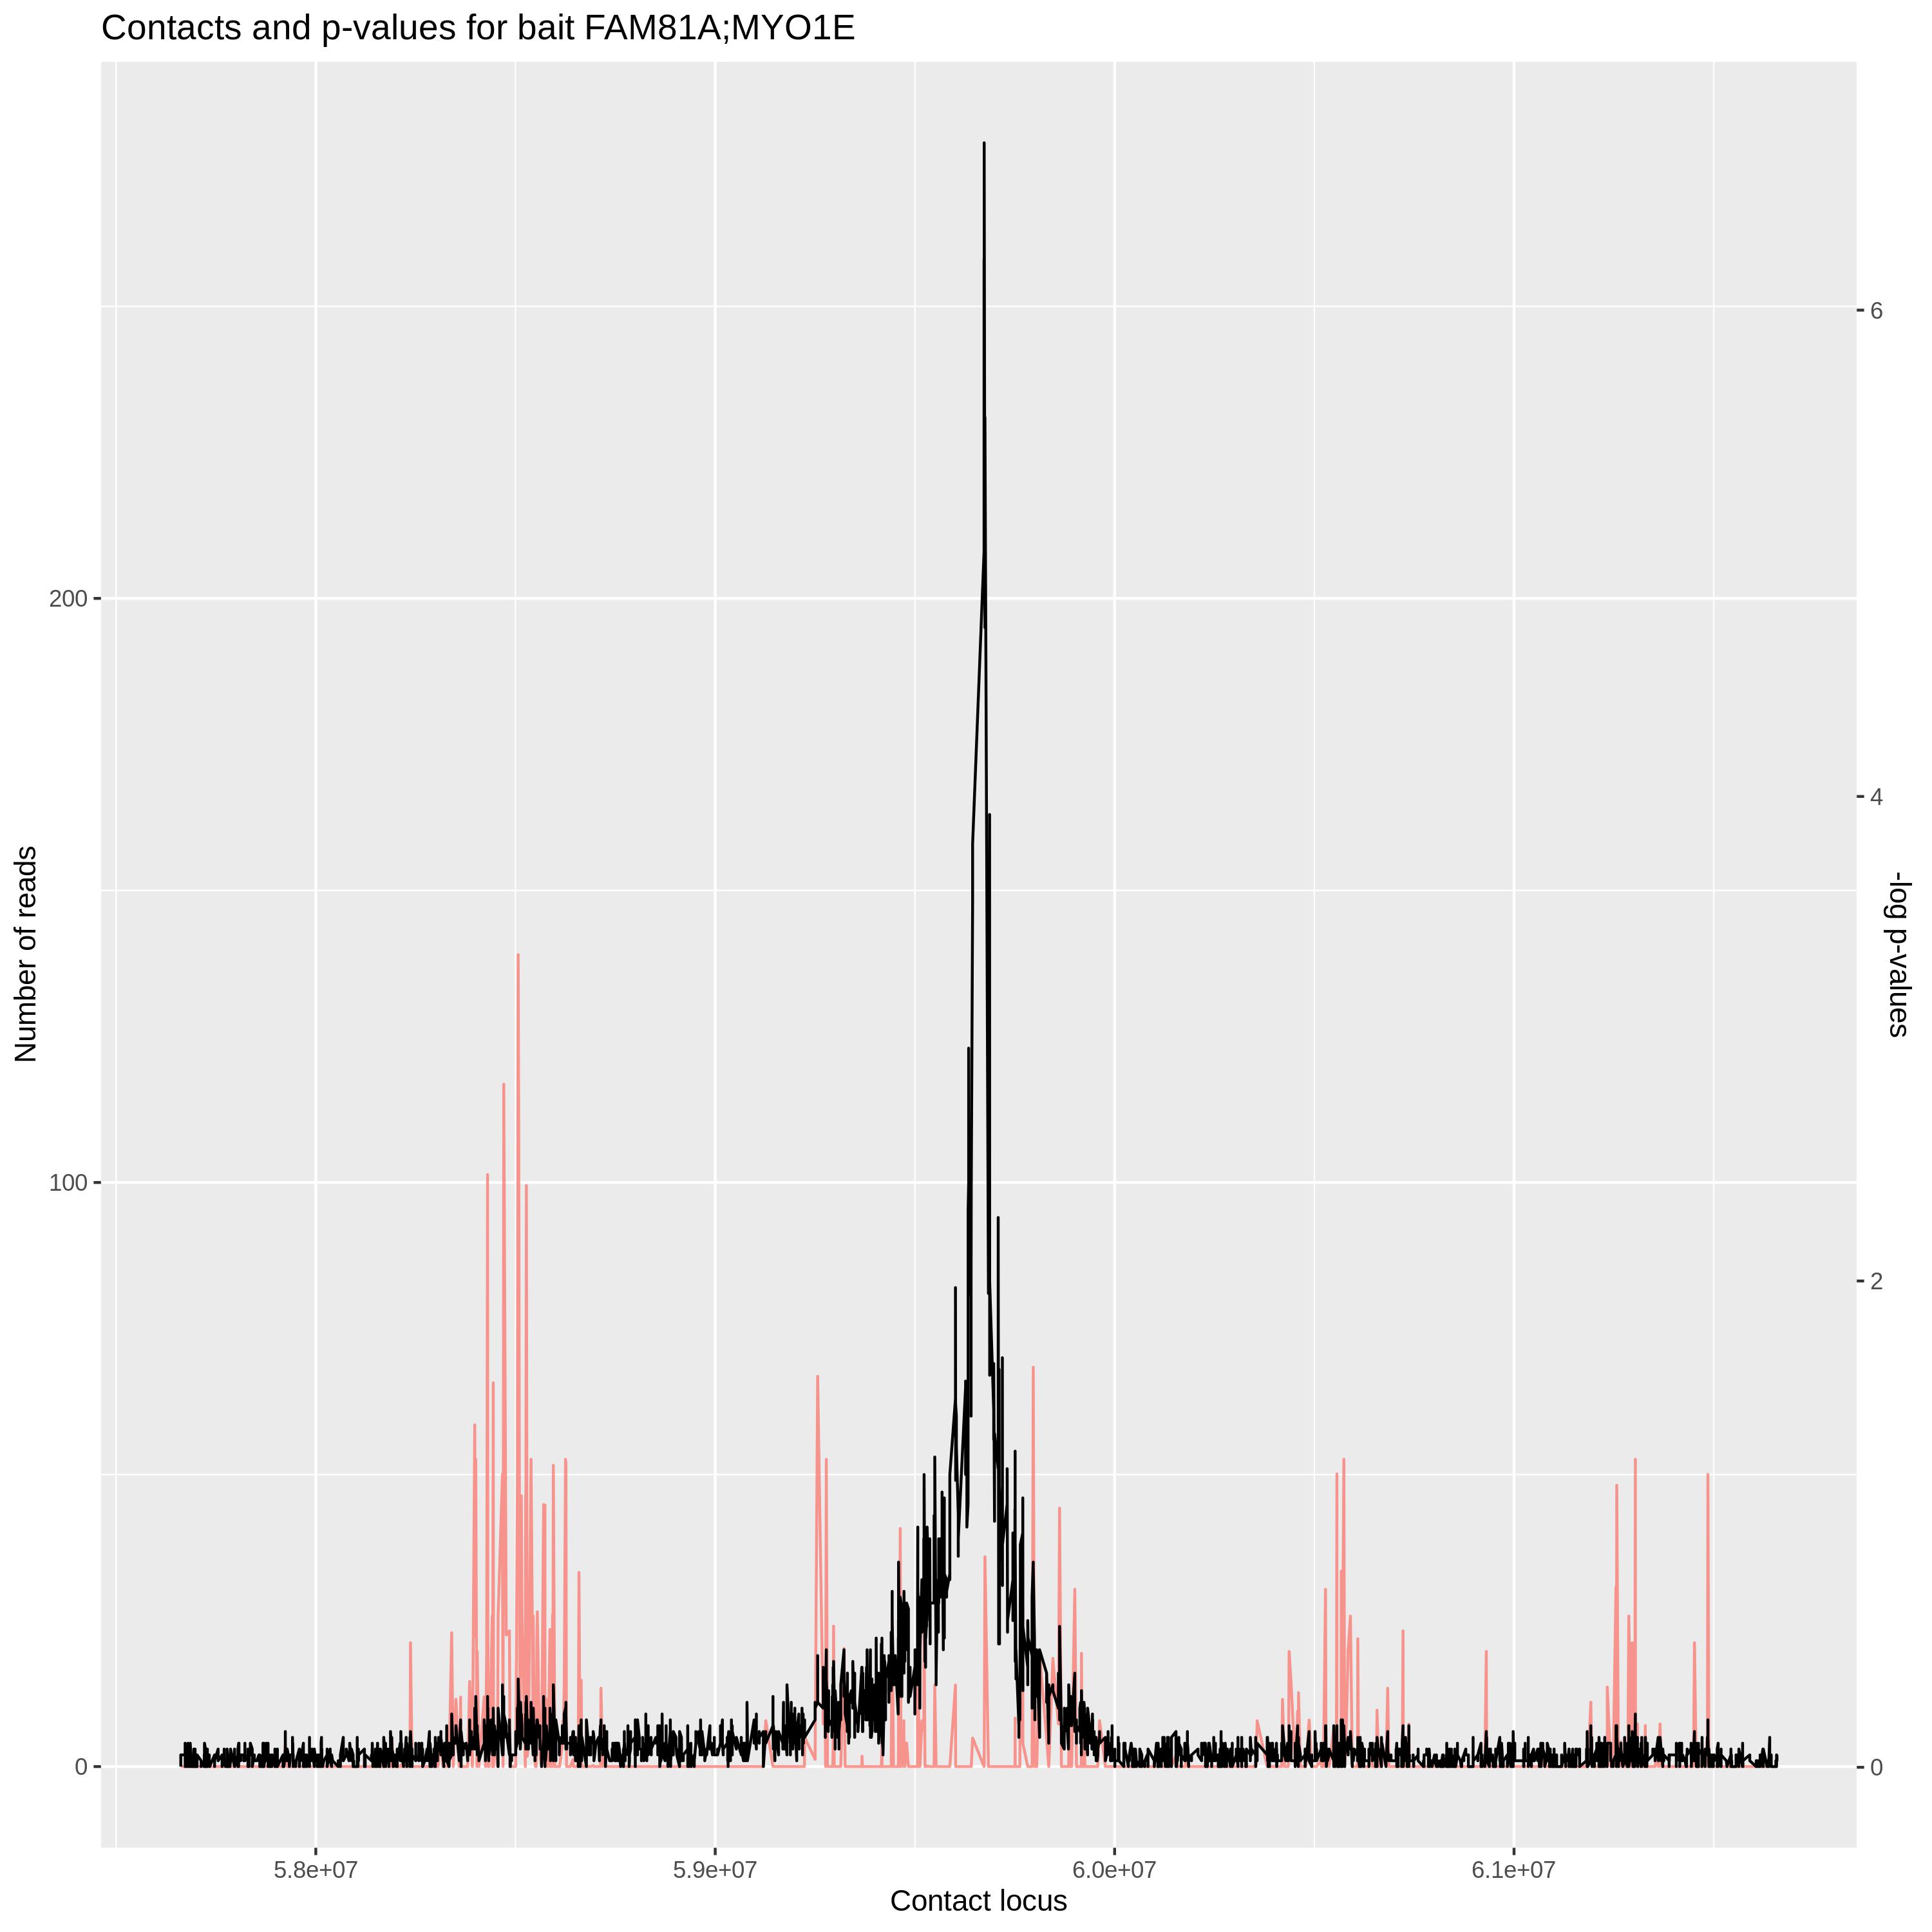 Contacts and p-values for bait FAM81A;MYO1E
Number of reads
200
100
0
6
4
2
0
-log p-values
5.8e+07 5.9e+07 6.0e+07 6.1e+07
Contact locus